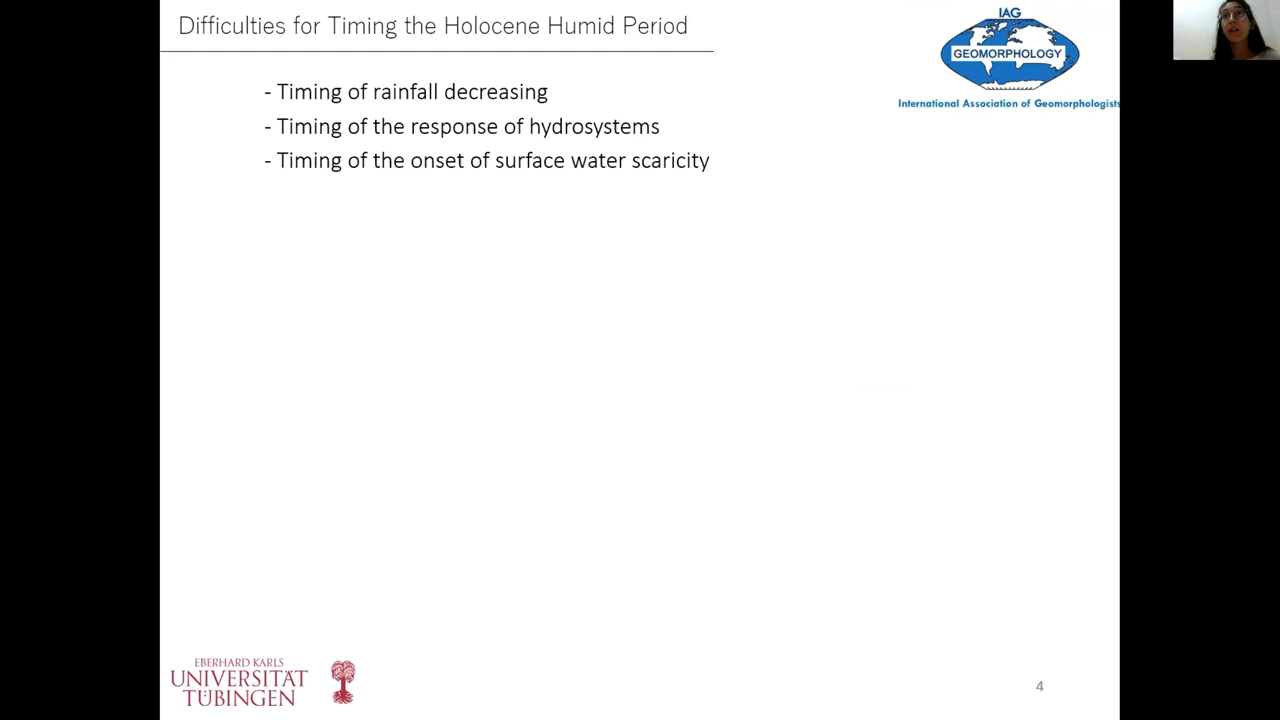 Difficulties for Timing the Holocene Humid Period
IAG
GEOMORPHOLOGY
International Association of Geomorphologists
- Timing of rainfall decreasing
- Timing of the response of hydrosystems
- Timing of the onset of surface water scaricity
EBERHARD KARLS
UNIVERSITÄT
TÜBINGEN
4